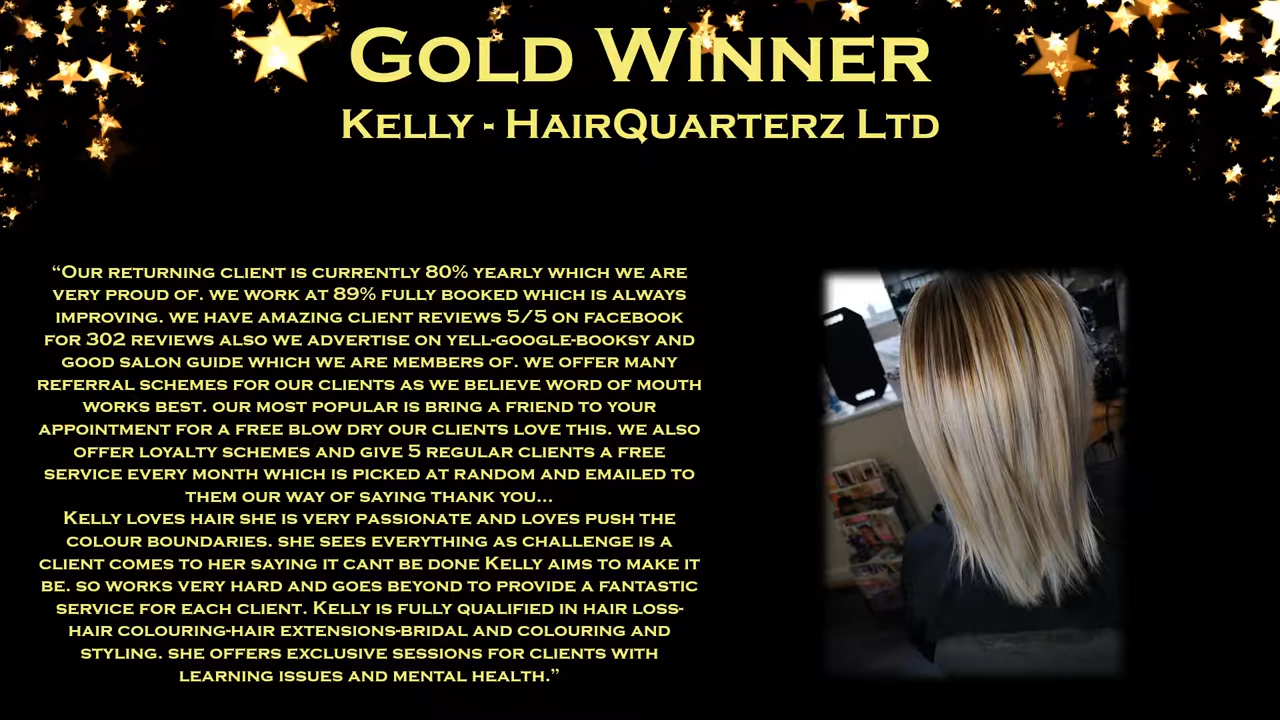 Gold Winner
Kelly - HairQuarterz Ltd
“Our returning client is currently 80% yearly which we are
very proud of. we work at 89% fully booked which is always
improving. we have amazing client reviews 5/5 on facebook
for 302 reviews also we advertise on yell-google-booksy and
good salon guide which we are members of. we offer many
referral schemes for our clients as we believe word of mouth
works best. our most popular is bring a friend to your
appointment for a free blow dry our clients love this. we also
offer loyalty schemes and give 5 regular clients a free
service every month which is picked at random and emailed to
them our way of saying thank you...
Kelly loves hair she is very passionate and loves push the
colour boundaries. she sees everything as challenge is a
client comes to her saying it cant be done Kelly aims to make it
be. so works very hard and goes beyond to provide a fantastic
service for each client. Kelly is fully qualified in hair loss-
hair colouring-hair extensions-bridal and colouring and
styling. she offers exclusive sessions for clients with
learning issues and mental health.”